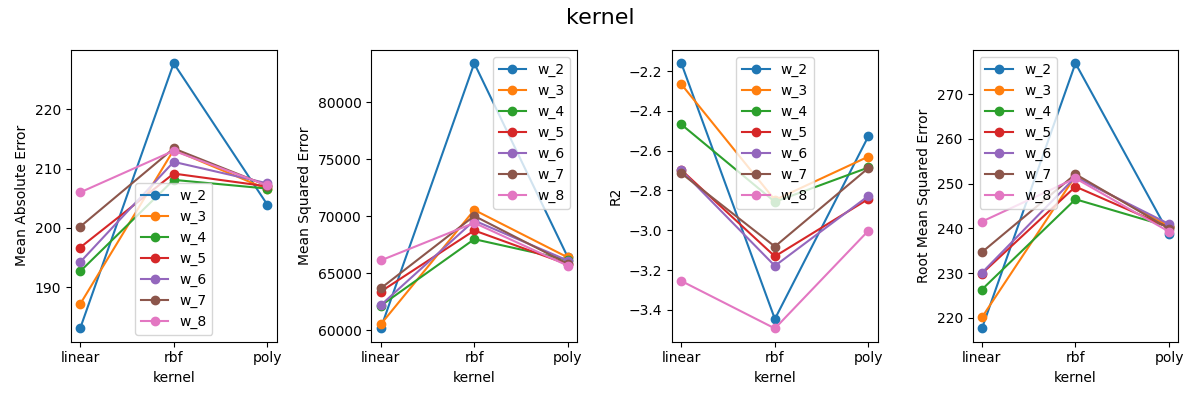 kernel
Mean Absolute Error
220
210
200
190
linear
rbf
poly
kernel
w_2
w_3
w_4
w_5
w_6
w_7
w_8
Mean Squared Error
80000
75000
70000
65000
60000
linear
rbf
poly
kernel
w_2
w_3
w_4
w_5
w_6
w_7
w_8
R2
−2.2
−2.4
−2.6
−2.8
−3.0
−3.2
−3.4
linear
rbf
poly
kernel
w_2
w_3
w_4
w_5
w_6
w_7
w_8
Root Mean Squared Error
270
260
250
240
230
220
linear
rbf
poly
kernel
w_2
w_3
w_4
w_5
w_6
w_7
w_8